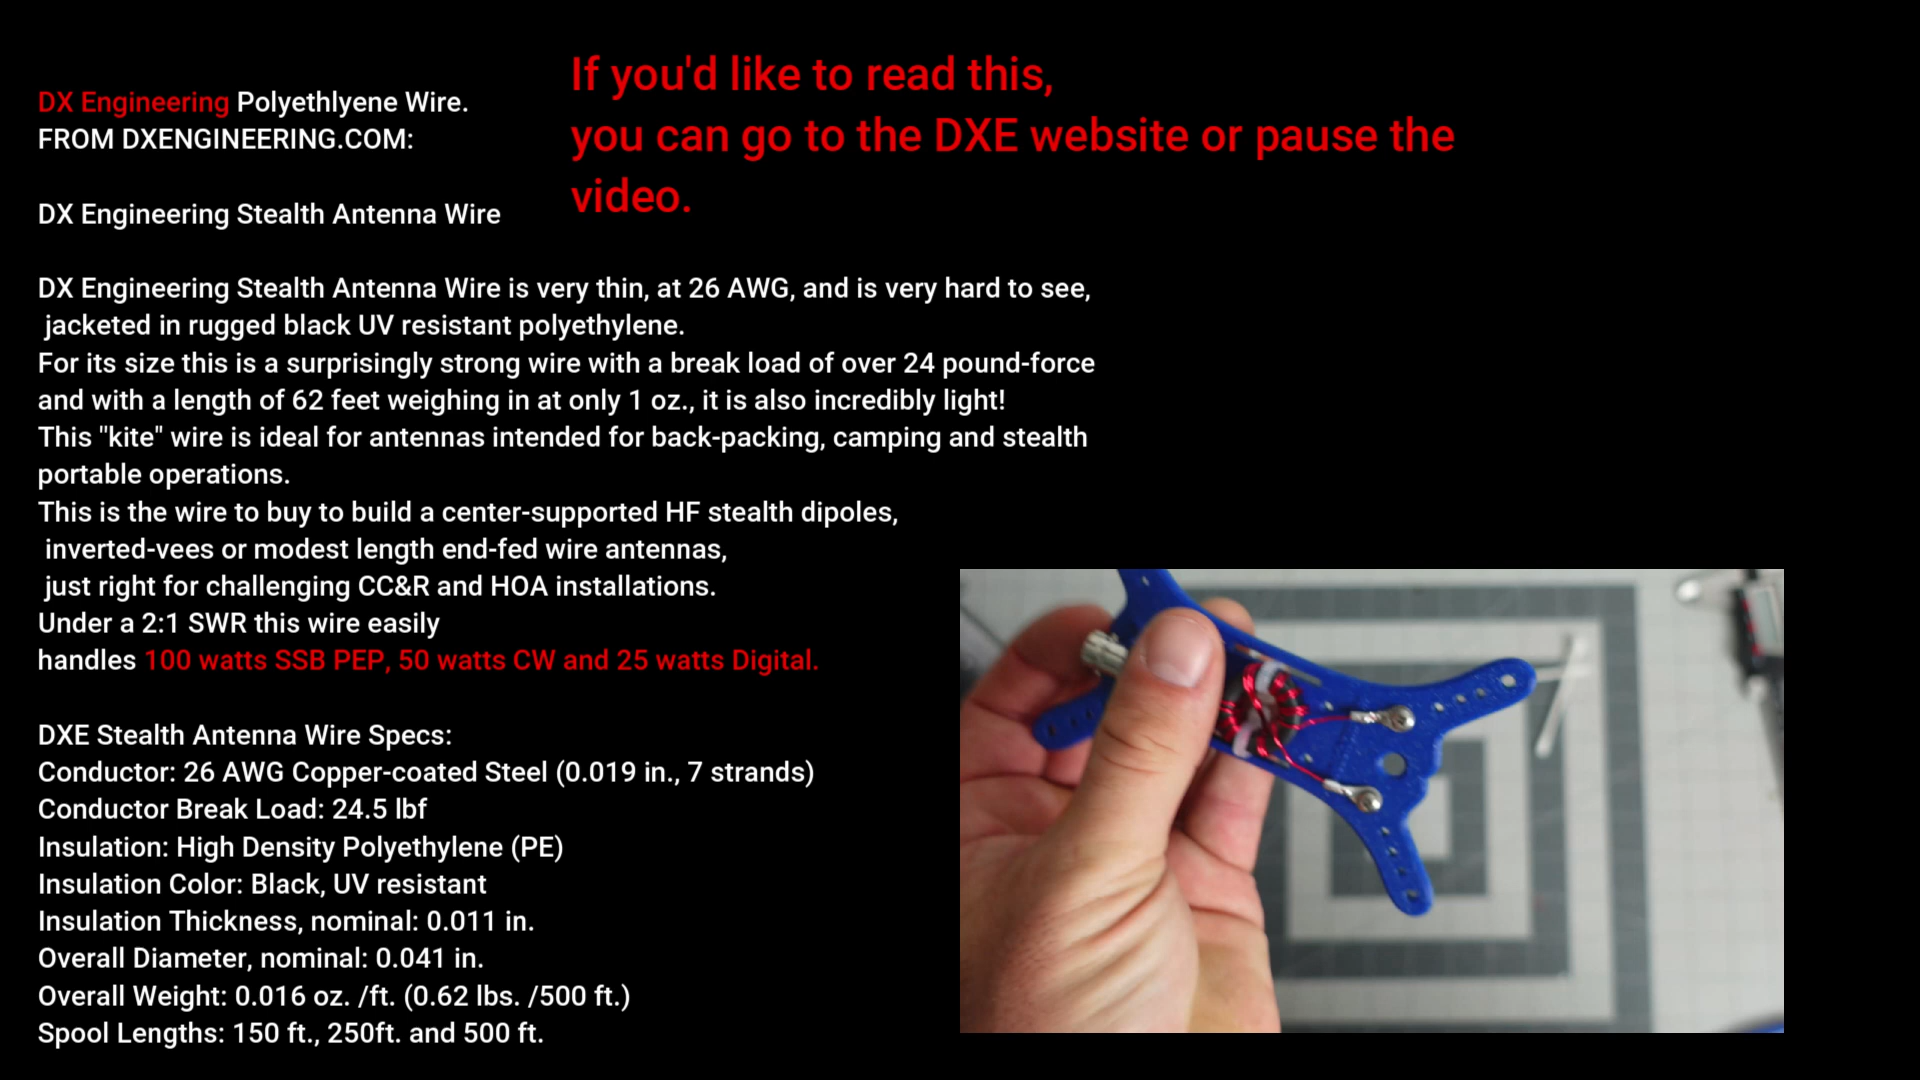 If you'd like to read this,
you can go to the DXE website or pause the
video.
DX Engineering Polyethlyene Wire.
FROM DXENGINEERING.COM:
DX Engineering Stealth Antenna Wire
DX Engineering Stealth Antenna Wire is very thin, at 26 AWG, and is very hard to see,
jacketed in rugged black UV resistant polyethylene.
For its size this is a surprisingly strong wire with a break load of over 24 pound-force
and with a length of 62 feet weighing in at only 1 oz., it is also incredibly light!
This "kite" wire is ideal for antennas intended for back-packing, camping and stealth
portable operations.
This is the wire to buy to build a center-supported HF stealth dipoles,
inverted-vees or modest length end-fed wire antennas,
just right for challenging CC&R and HOA installations.
Under a 2:1 SWR this wire easily
handles 100 watts SSB PEP, 50 watts CW and 25 watts Digital.
DXE Stealth Antenna Wire Specs:
Conductor: 26 AWG Copper-coated Steel (0.019 in., 7 strands)
Conductor Break Load: 24.5 lbf
Insulation: High Density Polyethylene (PE)
Insulation Color: Black, UV resistant
Insulation Thickness, nominal: 0.011 in.
Overall Diameter, nominal: 0.041 in.
Overall Weight: 0.016 oz. /ft. (0.62 lbs. /500 ft.)
Spool Lengths: 150 ft., 250ft. and 500 ft.